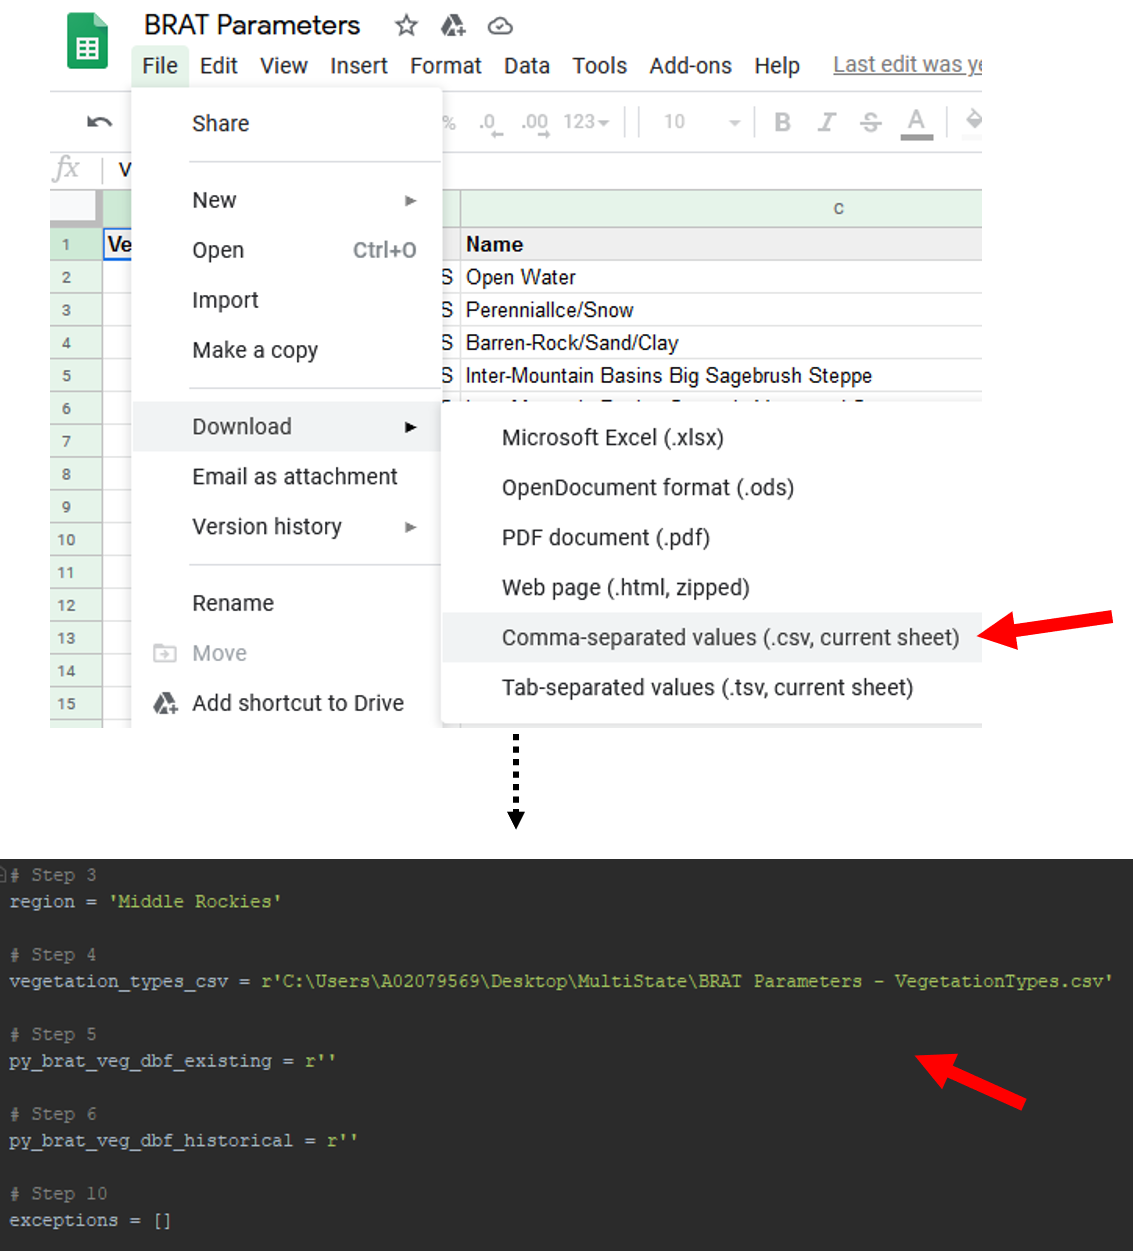 BRAT Parameters
File Edit View Insert Format Data Tools Add-ons Help Last edit was ye
% .0 .00 123 10 B I S A
fx V
C
1 Ve Name
2 S Open Water
3 S PerennialIce/Snow
4 S Barren-Rock/Sand/Clay
5 S Inter-Mountain Basins Big Sagebrush Steppe
6
7
8
9
10
11
12
13
14
15
Share
New
Open Ctrl+O
Import
Make a copy
Download
Email as attachment
Version history
Rename
Move
Add shortcut to Drive
Microsoft Excel (.xlsx)
OpenDocument format (.ods)
PDF document (.pdf)
Web page (.html, zipped)
Comma-separated values (.csv, current sheet)
Tab-separated values (.tsv, current sheet)
# Step 3
region = 'Middle Rockies'
# Step 4
vegetation_types_csv = r'C:\Users\A02079569\Desktop\MultiState\BRAT Parameters - VegetationTypes.csv'
# Step 5
py_brat_veg_dbf_existing = r''
# Step 6
py_brat_veg_dbf_historical = r''
# Step 10
exceptions = []